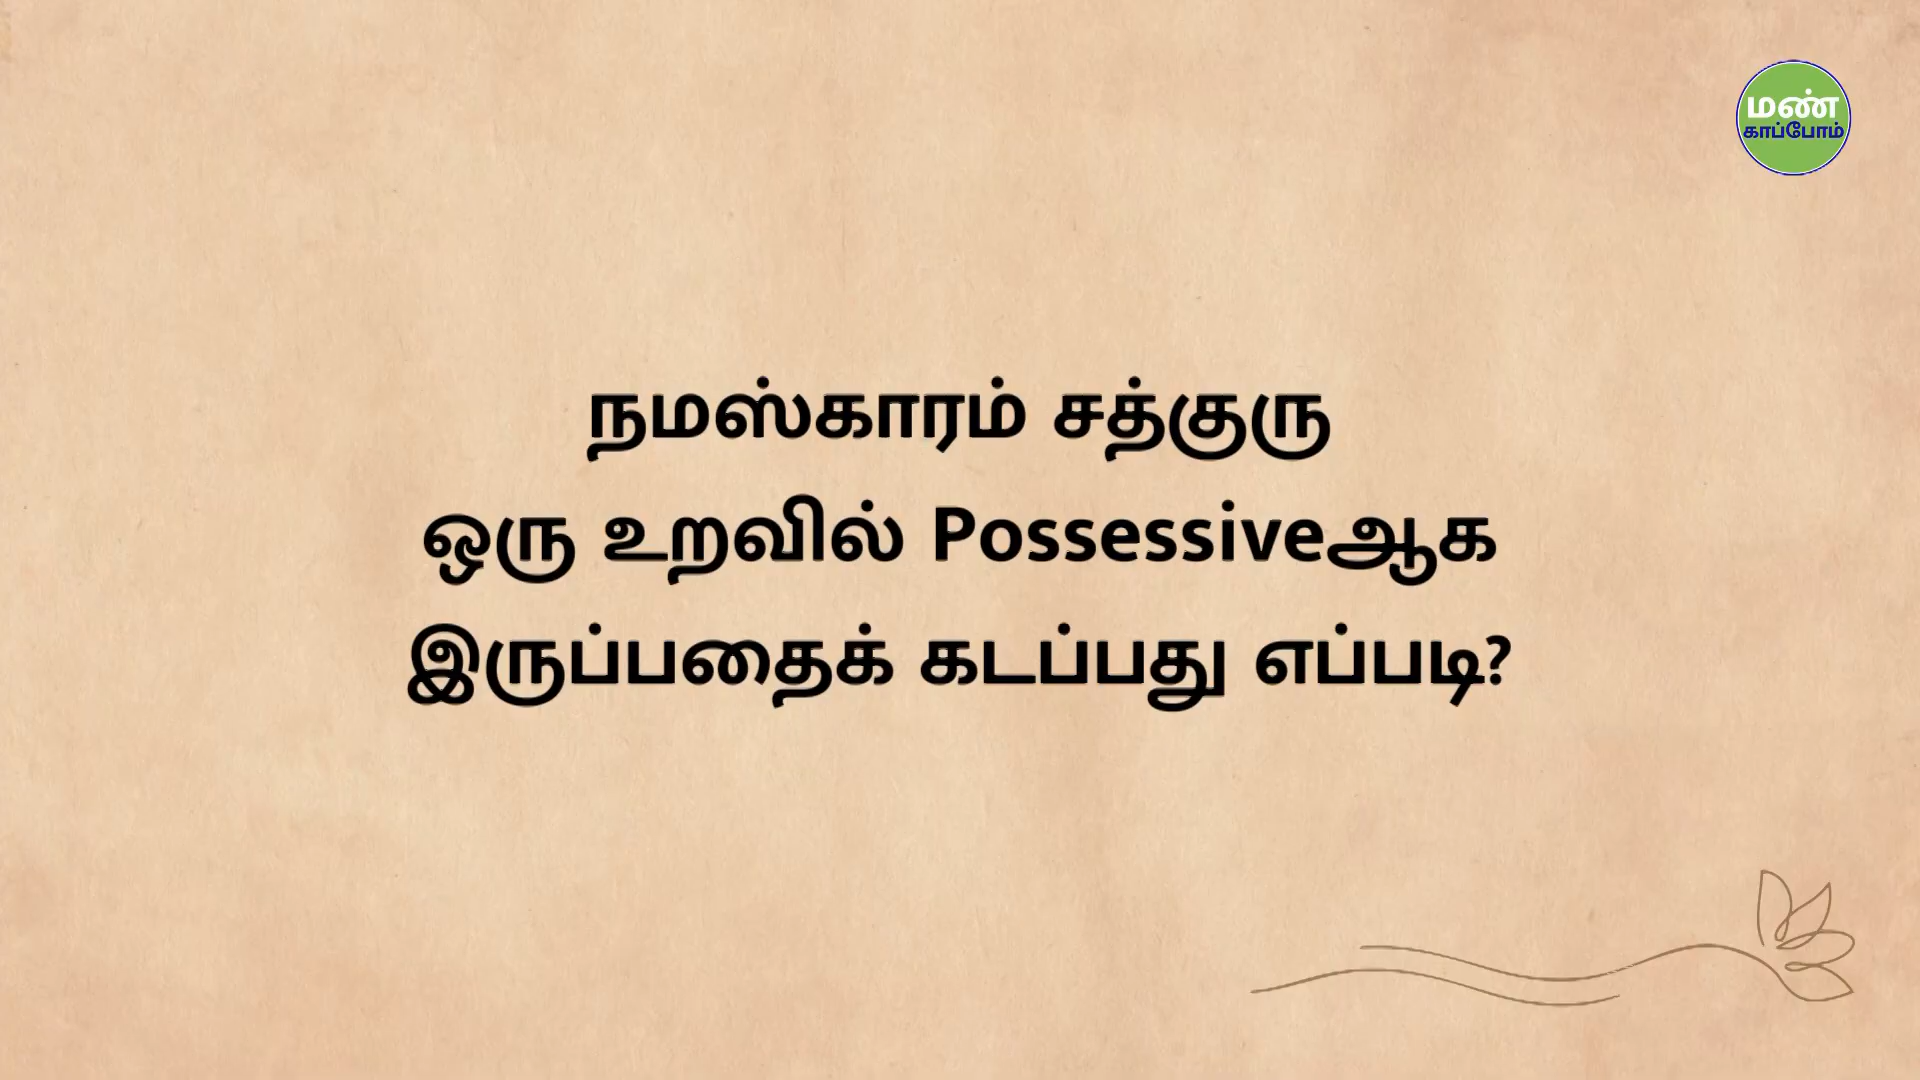 மண்
காப்போம்
நமஸ்காரம் சத்குரு
ஒரு உறவில் Possessiveஆக
இருப்பதைக் கடப்பது எப்படி?